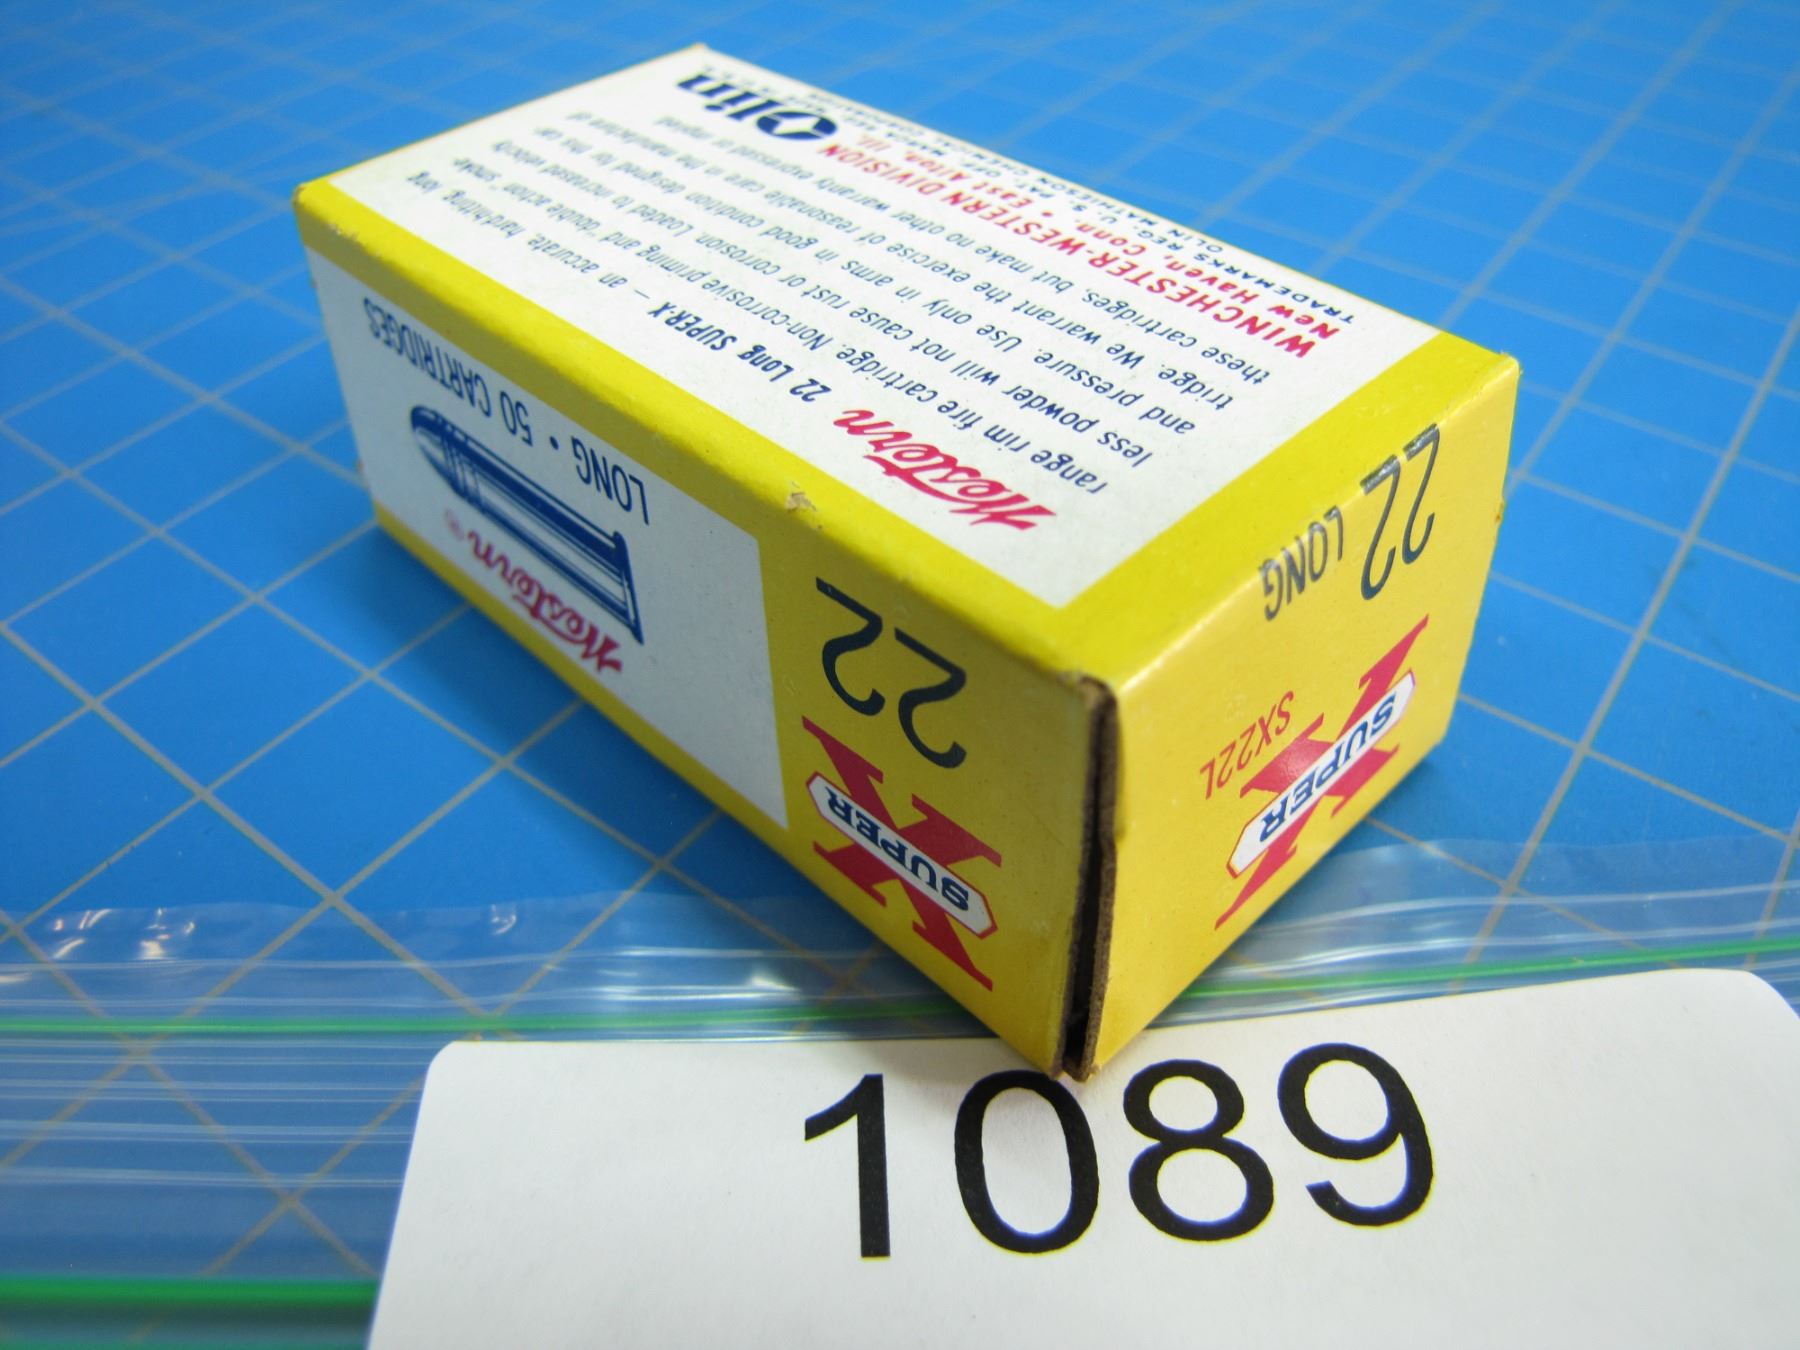 Western 22 Long SUPER-X — an accurate, hard-hitting, long
range rim fire cartridge. Non-corrosive priming and "double action" smoke-
less powder will not cause rust or corrosion. Loaded to increased velocity
and pressure. Use only in arms in good condition designed for this car-
tridge. We warrant the exercise of reasonable care in the manufacture of
these cartridges, but make no other warranty expressed or implied.
WINCHESTER-WESTERN DIVISION Olin
New Haven, Conn. • East Alton, Ill.
TRADEMARKS REG. U.S. PAT. OFF.
OLIN MATHIESON CHEMICAL CORPORATION
Western®
LONG • 50 CARTRIDGES
SUPER X
22
SUPER X
SX22L
22 LONG
1089